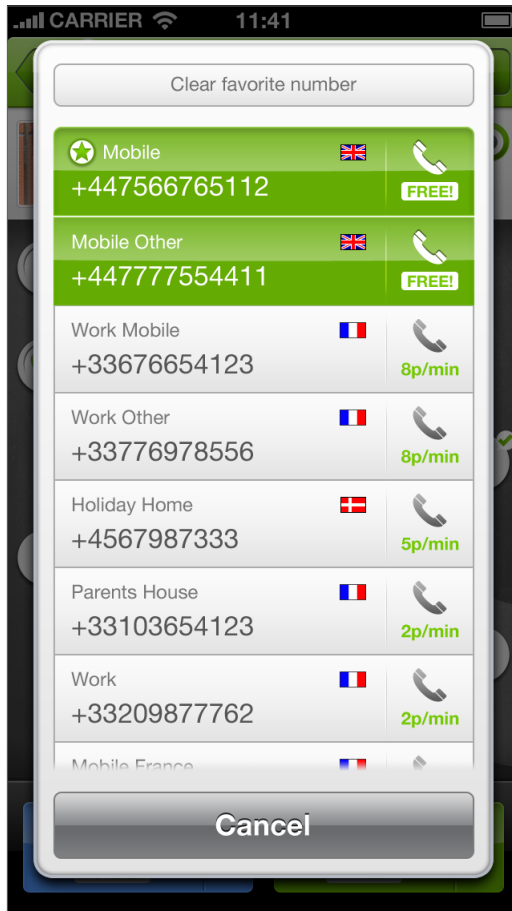 CARRIER 11:41
Clear favorite number
Mobile
+447566765112
FREE!
Mobile Other
+447777554411
FREE!
Work Mobile
+33676654123
8p/min
Work Other
+33776978556
8p/min
Holiday Home
+4567987333
5p/min
Parents House
+33103654123
2p/min
Work
+33209877762
2p/min
Mobile France
Cancel